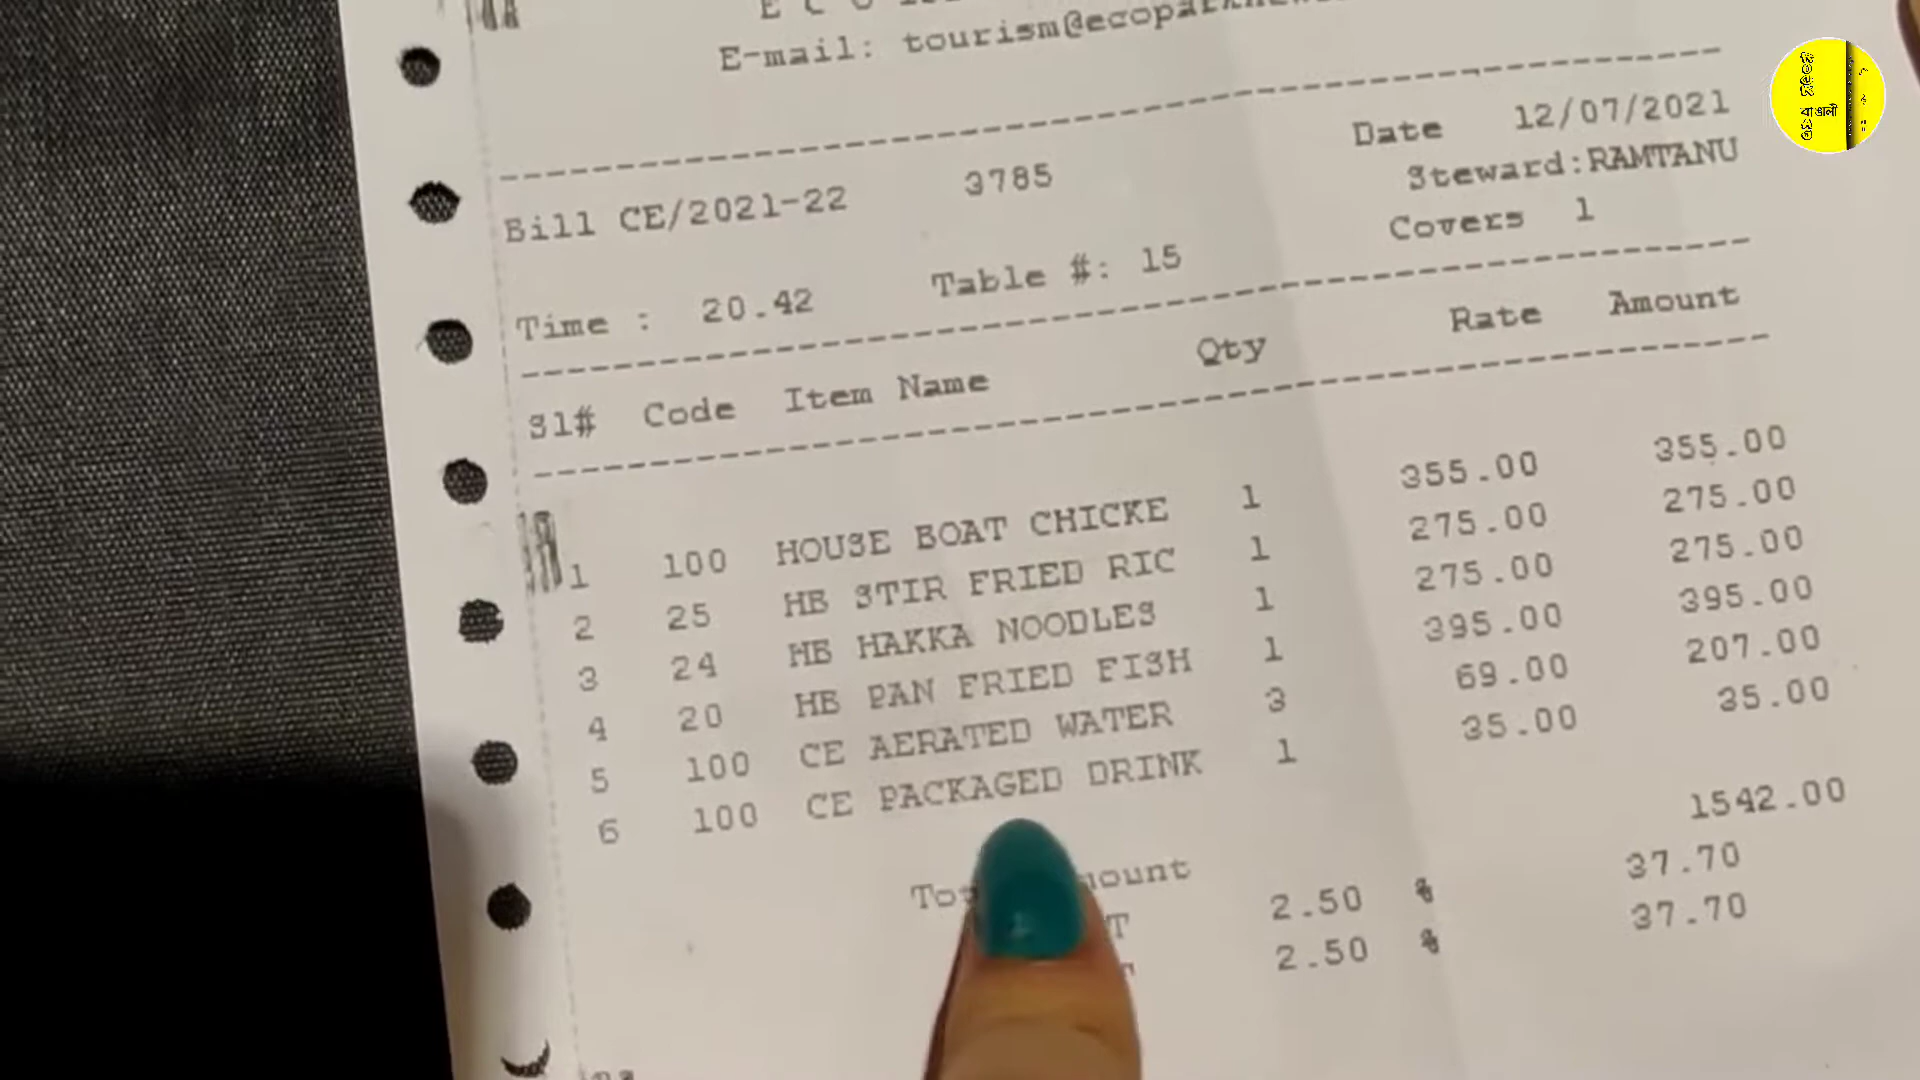 E-mail: tourism@ecopark
Date 12/07/2021
Bill CE/2021-22 3785 Steward:RAMTANU
Covers 1
Time : 20.42 Table #: 15
Sl# Code Item Name Qty Rate Amount
1 100 HOUSE BOAT CHICKE 1 355.00 355.00
2 25 HB STIR FRIED RIC 1 275.00 275.00
3 24 HB HAKKA NOODLES 1 275.00 275.00
4 20 HB PAN FRIED FISH 1 395.00 395.00
5 100 CE AERATED WATER 3 69.00 207.00
6 100 CE PACKAGED DRINK 1 35.00 35.00
1542.00
2.50 % 37.70
2.50 % 37.70